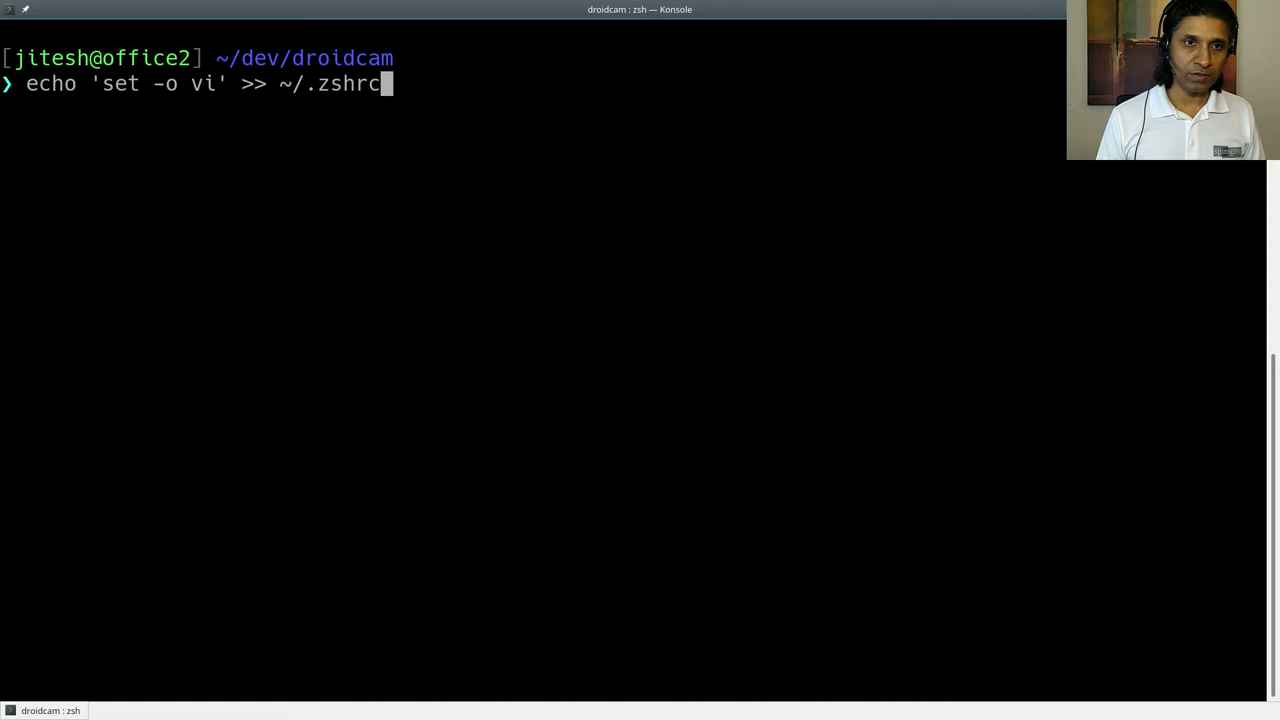 droidcam : zsh — Konsole
[jitesh@office2] ~/dev/droidcam
❯ echo 'set -o vi' >> ~/.zshrc
droidcam : zsh